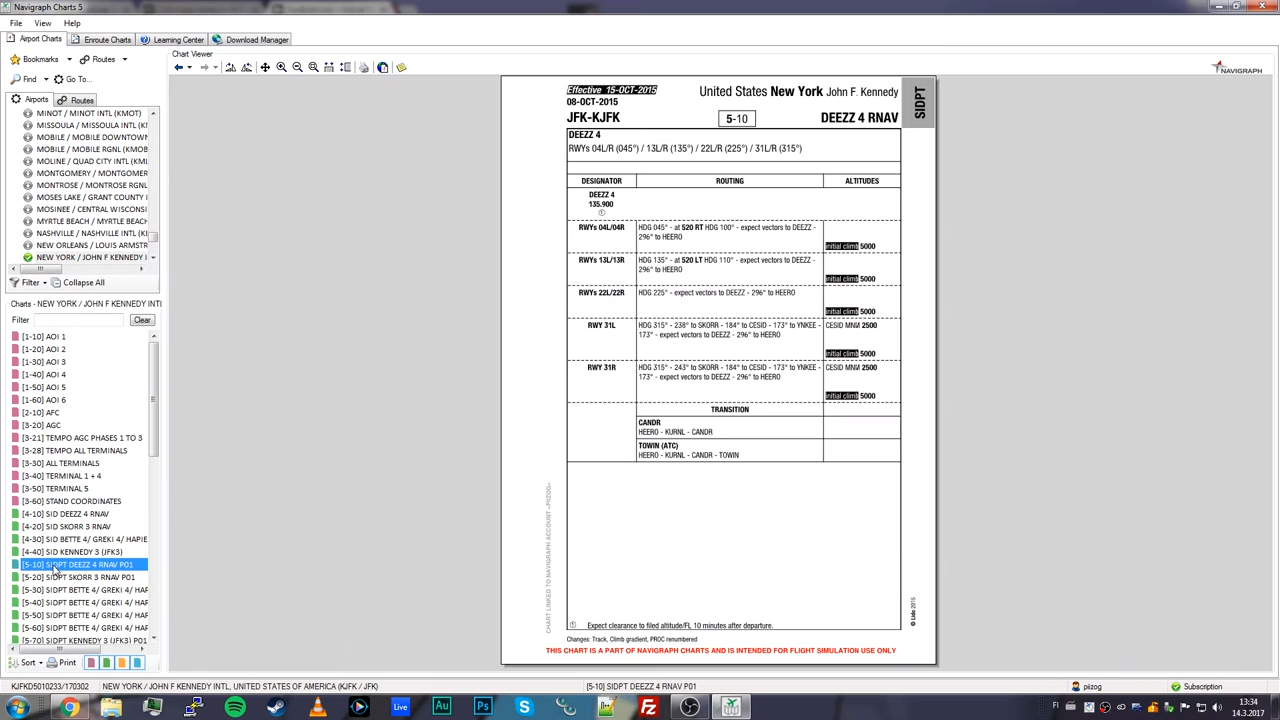 Navigraph Charts 5
File View Help
Airport Charts Enroute Charts Learning Center Download Manager
Bookmarks Routes
Find Go To...
Airports Routes
MINOT / MINOT INTL (KMOT)
MISSOULA / MISSOULA INTL (K
MOBILE / MOBILE DOWNTOWN
MOBILE / MOBILE RGNL (KMOB
MOLINE / QUAD CITY INTL (KML
MONTGOMERY / MONTGOMER
MONTROSE / MONTROSE RGNL
MOSES LAKE / GRANT COUNTY I
MOSINEE / CENTRAL WISCONSI
MYRTLE BEACH / MYRTLE BEACH
NASHVILLE / NASHVILLE INTL (K
NEW ORLEANS / LOUIS ARMSTR
NEW YORK / JOHN F KENNEDY I
Filter Collapse All
Charts - NEW YORK / JOHN F KENNEDY INTI
Filter Clear
[1-10] AOI 1
[1-20] AOI 2
[1-30] AOI 3
[1-40] AOI 4
[1-50] AOI 5
[1-60] AOI 6
[2-10] AFC
[3-20] AGC
[3-21] TEMPO AGC PHASES 1 TO 3
[3-28] TEMPO ALL TERMINALS
[3-30] ALL TERMINALS
[3-40] TERMINAL 1 + 4
[3-50] TERMINAL 5
[3-60] STAND COORDINATES
[4-10] SID DEEZZ 4 RNAV
[4-20] SID SKORR 3 RNAV
[4-30] SID BETTE 4/ GREKI 4/ HAPIE
[4-40] SID KENNEDY 3 (JFK3)
[5-10] SIDPT DEEZZ 4 RNAV P01
[5-20] SIDPT SKORR 3 RNAV P01
[5-30] SIDPT BETTE 4/ GREKI 4/ HAP
[5-40] SIDPT BETTE 4/ GREKI 4/ HAP
[5-50] SIDPT BETTE 4/ GREKI 4/ HAP
[5-60] SIDPT BETTE 4/ GREKI 4/ HAP
[5-70] SIDPT KENNEDY 3 (JFK3) P01
Sort Print
Chart Viewer
NAVIGRAPH
Effective 15-OCT-2015
United States New York John F. Kennedy
SIDPT
08-OCT-2015
JFK-KJFK 5-10 DEEZZ 4 RNAV
DEEZZ 4
RWYs 04L/R (045°) / 13L/R (135°) / 22L/R (225°) / 31L/R (315°)
DESIGNATOR ROUTING ALTITUDES
DEEZZ 4
135.900
①
RWYs 04L/04R HDG 045° - at 520 RT HDG 100° - expect vectors to DEEZZ -
296° to HEERO
initial climb 5000
RWYs 13L/13R HDG 135° - at 520 LT HDG 110° - expect vectors to DEEZZ -
296° to HEERO
initial climb 5000
RWYs 22L/22R HDG 225° - expect vectors to DEEZZ - 296° to HEERO
initial climb 5000
RWY 31L HDG 315° - 238° to SKORR - 184° to CESID - 173° to YNKEE - CESID MNM 2500
173° - expect vectors to DEEZZ - 296° to HEERO
initial climb 5000
RWY 31R HDG 315° - 243° to SKORR - 184° to CESID - 173° to YNKEE - CESID MNM 2500
173° - expect vectors to DEEZZ - 296° to HEERO
initial climb 5000
TRANSITION
CANDR
HEERO - KURNL - CANDR
TOWIN (ATC)
HEERO - KURNL - CANDR - TOWIN
CHART LINKED TO NAVIGRAPH ACCOUNT <PIZOG>
© Lido 2015
① Expect clearance to filed altitude/FL 10 minutes after departure.
Changes: Track, Climb gradient, PROC renumbered
THIS CHART IS A PART OF NAVIGRAPH CHARTS AND IS INTENDED FOR FLIGHT SIMULATION USE ONLY
KJFKD5010233/170302 NEW YORK / JOHN F KENNEDY INTL, UNITED STATES OF AMERICA (KJFK / JFK) [5-10] SIDPT DEEZZ 4 RNAV P01 pizog Subscription
Live Au Ps
13:34
14.3.2017